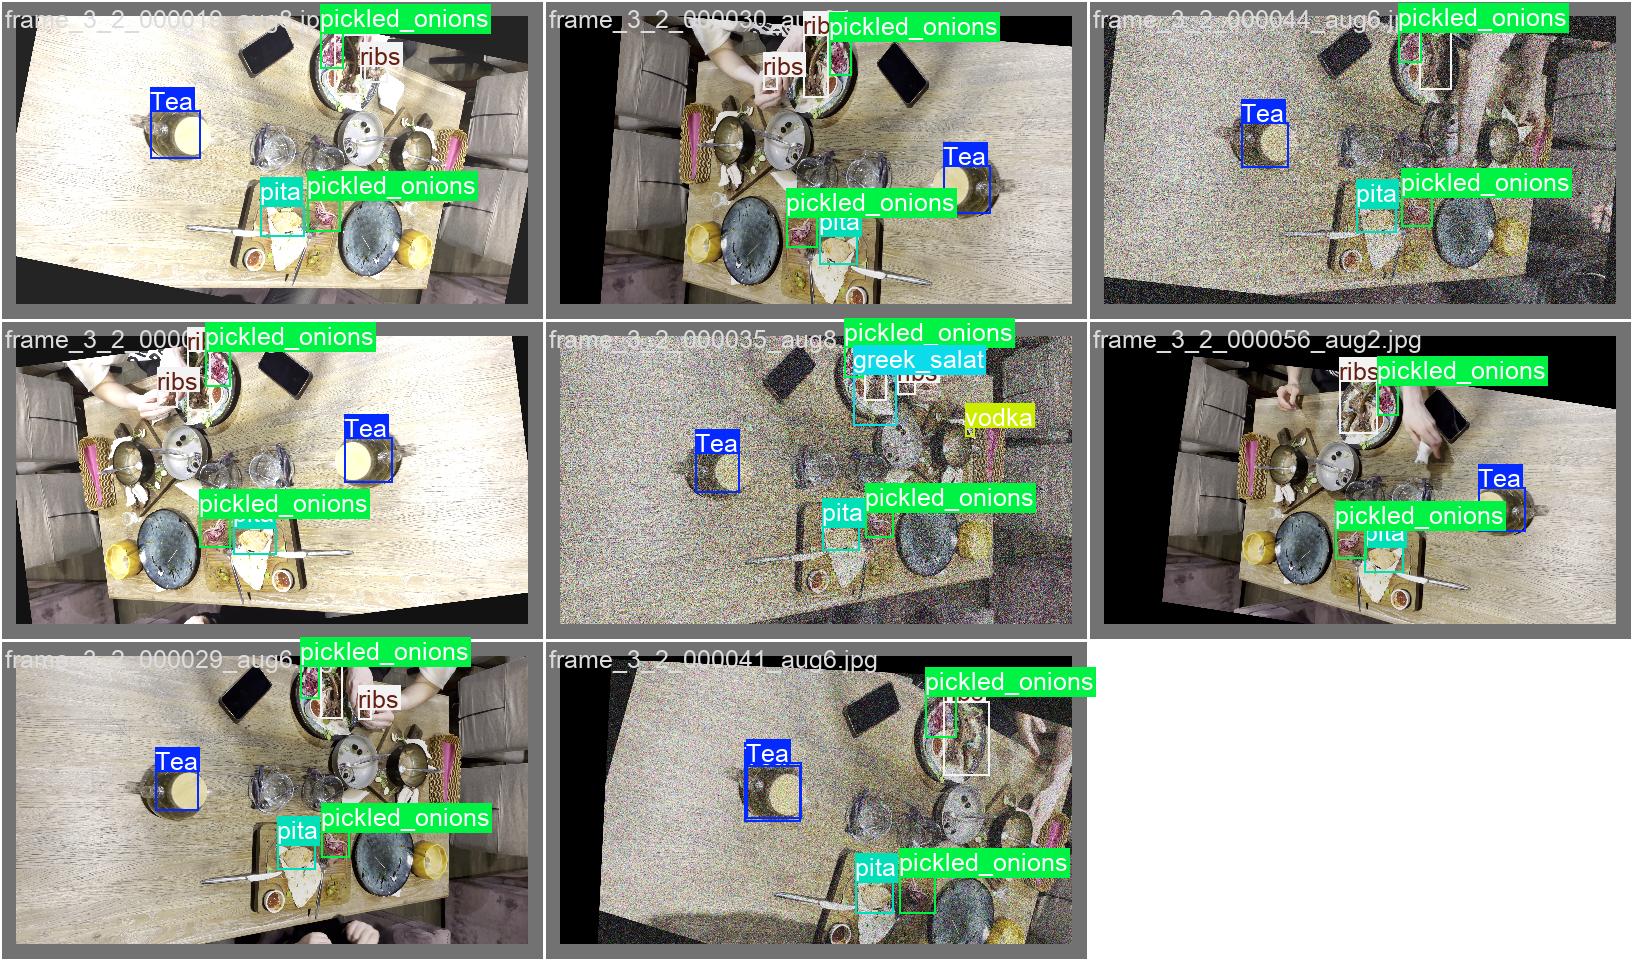 frame_3_2_000019_aug8.jp
pickled_onions
ribs
Tea
pita
pickled_onions
frame_3_2_000030_au
rib
pickled_onions
ribs
Tea
pickled_onions
pita
frame_3_2_000044_aug6.j
pickled_onions
Tea
pita
pickled_onions
frame_3_2_000
ri
pickled_onions
ribs
Tea
pickled_onions
pita
frame_3_2_000035_aug8.
pickled_onions
greek_salat
ribs
vodka
Tea
pickled_onions
pita
frame_3_2_000056_aug2.jpg
ribs
pickled_onions
Tea
pickled_onions
pita
frame_3_2_000029_aug6
pickled_onions
ribs
Tea
pickled_onions
pita
frame_3_2_000041_aug6.jpg
pickled_onions
ribs
Tea
pita
pickled_onions